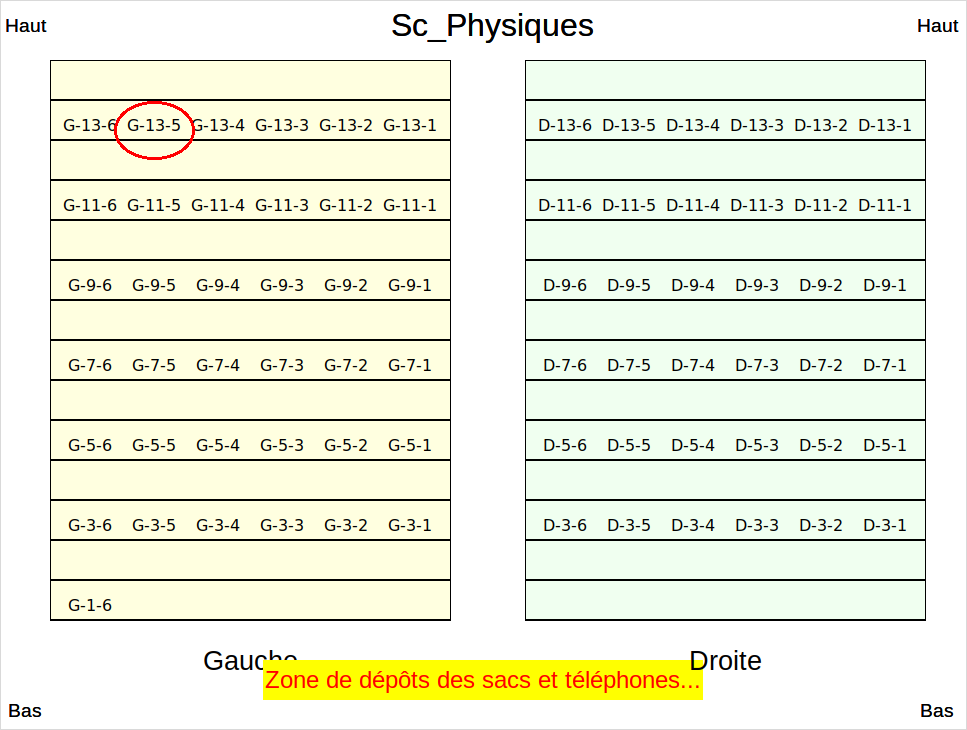 Sc_Physiques
Haut Haut
G-13-6 G-13-5 G-13-4 G-13-3 G-13-2 G-13-1 D-13-6 D-13-5 D-13-4 D-13-3 D-13-2 D-13-1
G-11-6 G-11-5 G-11-4 G-11-3 G-11-2 G-11-1 D-11-6 D-11-5 D-11-4 D-11-3 D-11-2 D-11-1
G-9-6 G-9-5 G-9-4 G-9-3 G-9-2 G-9-1 D-9-6 D-9-5 D-9-4 D-9-3 D-9-2 D-9-1
G-7-6 G-7-5 G-7-4 G-7-3 G-7-2 G-7-1 D-7-6 D-7-5 D-7-4 D-7-3 D-7-2 D-7-1
G-5-6 G-5-5 G-5-4 G-5-3 G-5-2 G-5-1 D-5-6 D-5-5 D-5-4 D-5-3 D-5-2 D-5-1
G-3-6 G-3-5 G-3-4 G-3-3 G-3-2 G-3-1 D-3-6 D-3-5 D-3-4 D-3-3 D-3-2 D-3-1
G-1-6
Gauche Droite
Zone de dépôts des sacs et téléphones...
Bas Bas